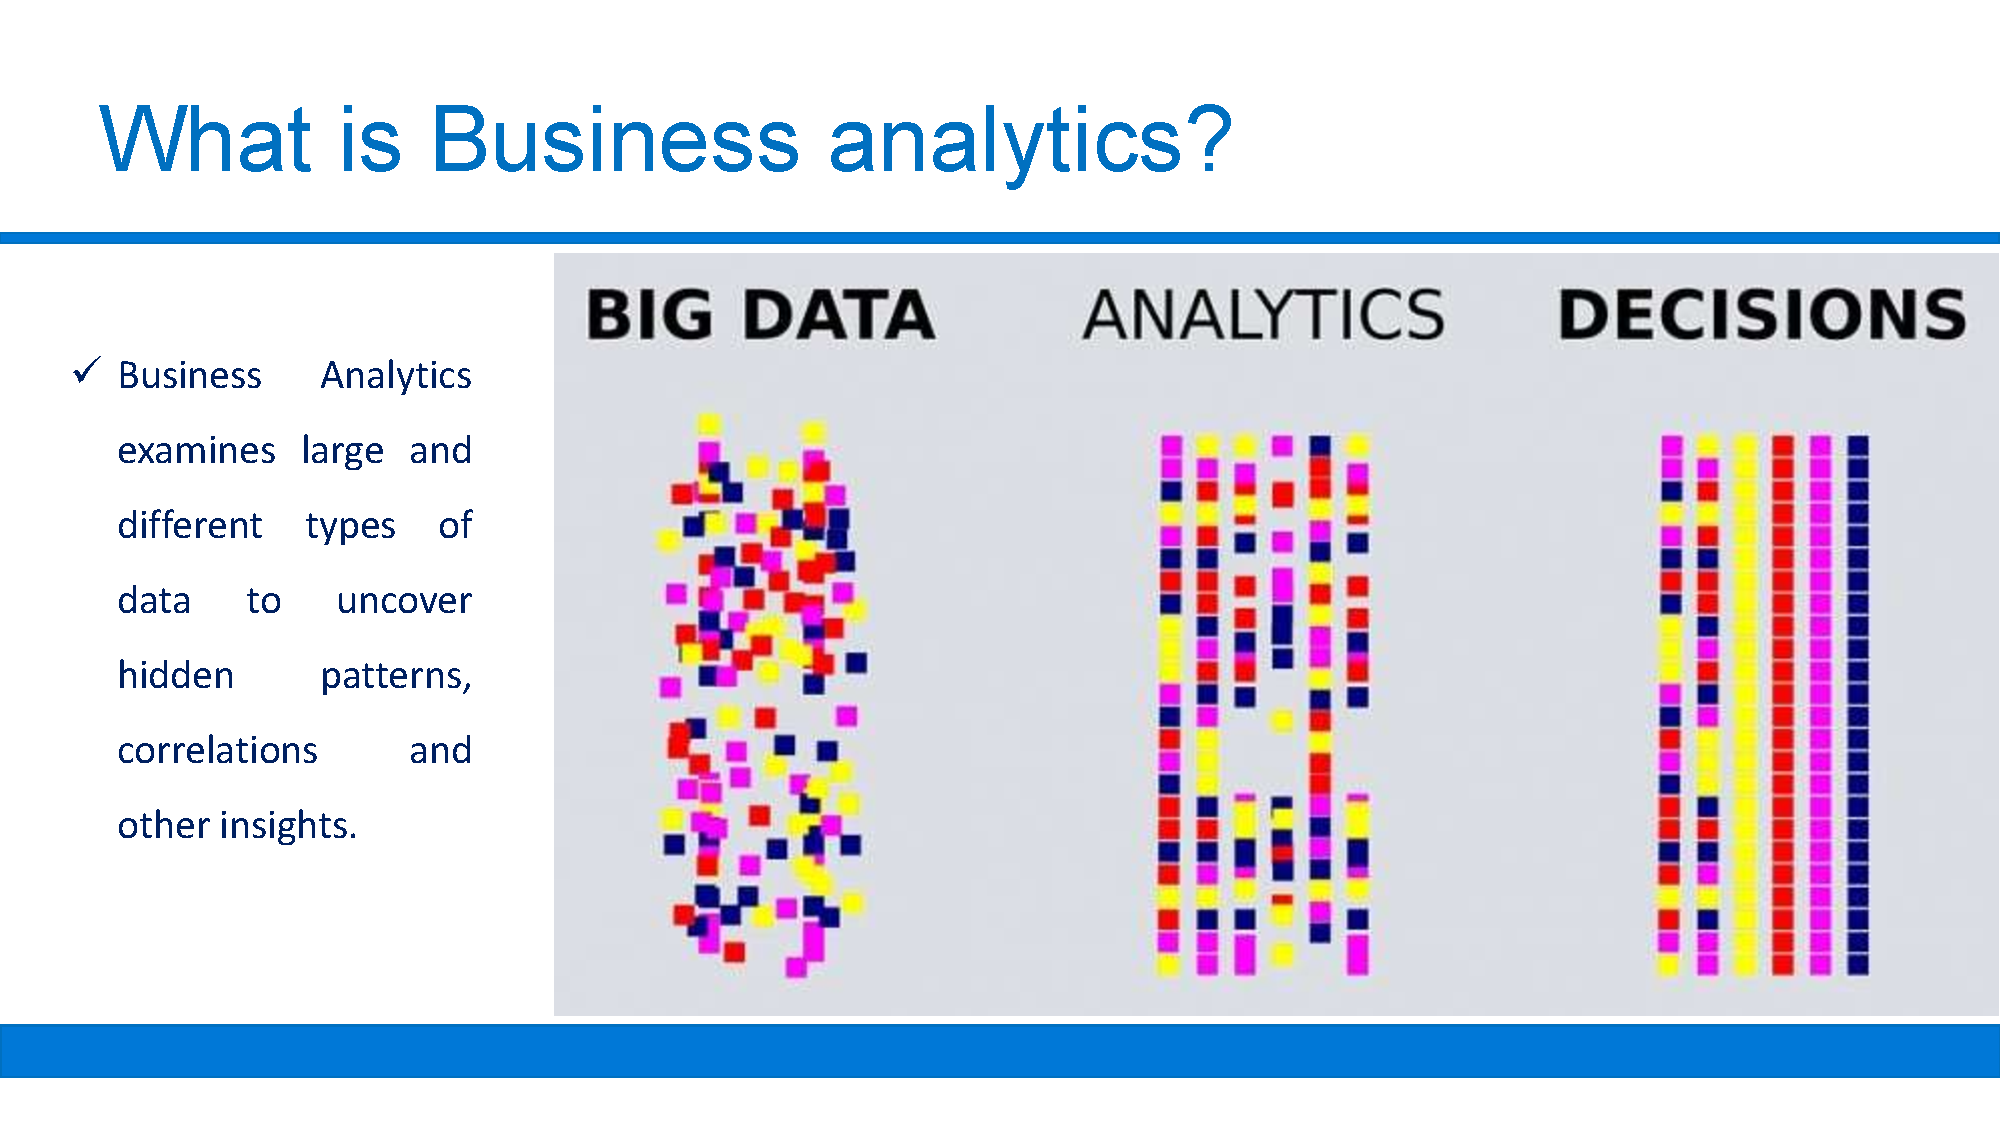 What is Business analytics?
BIG DATA ANALYTICS DECISIONS
✓ Business Analytics
examines large and
different types of
data to uncover
hidden patterns,
correlations and
other insights.